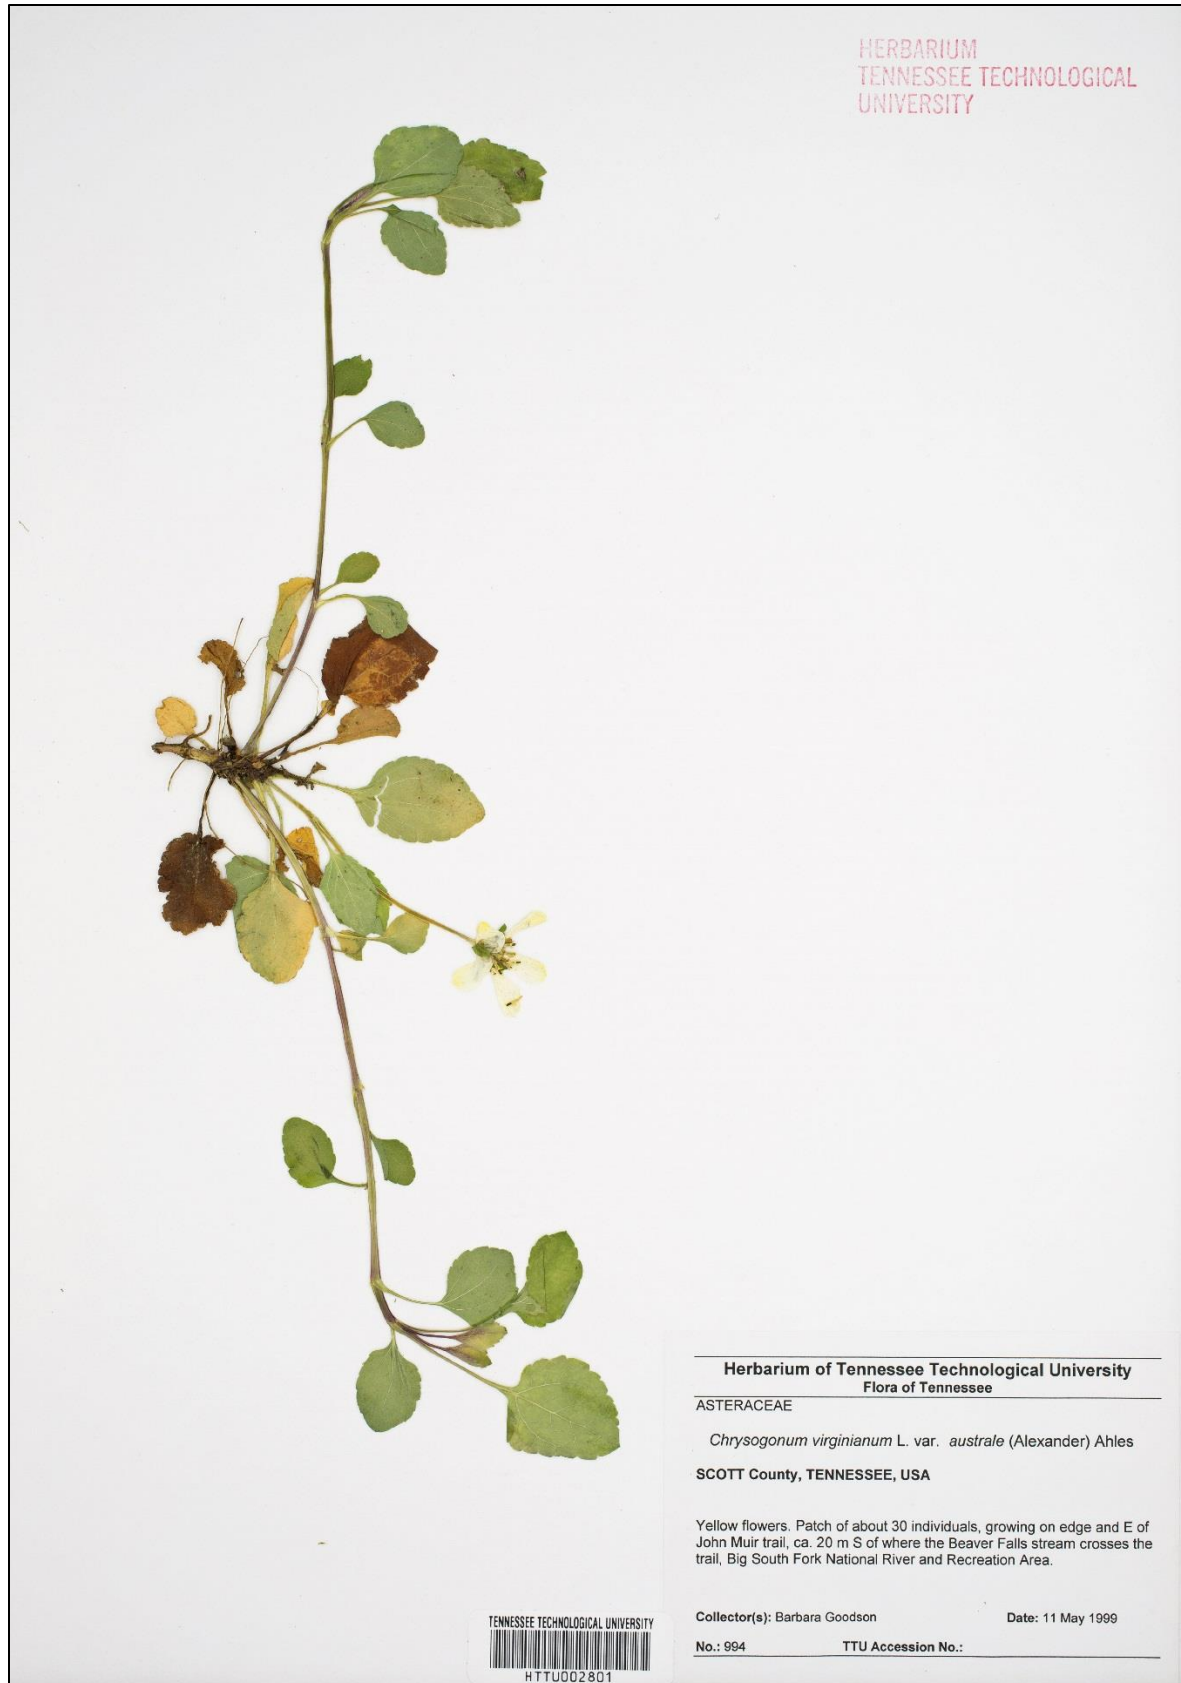 HERBARIUM
TENNESSEE TECHNOLOGICAL
UNIVERSITY
Herbarium of Tennessee Technological University
Flora of Tennessee
ASTERACEAE
Chrysogonum virginianum L. var. australe (Alexander) Ahles
SCOTT County, TENNESSEE, USA
Yellow flowers. Patch of about 30 individuals, growing on edge and E of
John Muir trail, ca. 20 m S of where the Beaver Falls stream crosses the
trail, Big South Fork National River and Recreation Area.
Collector(s): Barbara Goodson Date: 11 May 1999
No.: 994 TTU Accession No.:
TENNESSEE TECHNOLOGICAL UNIVERSITY
HTTU002801